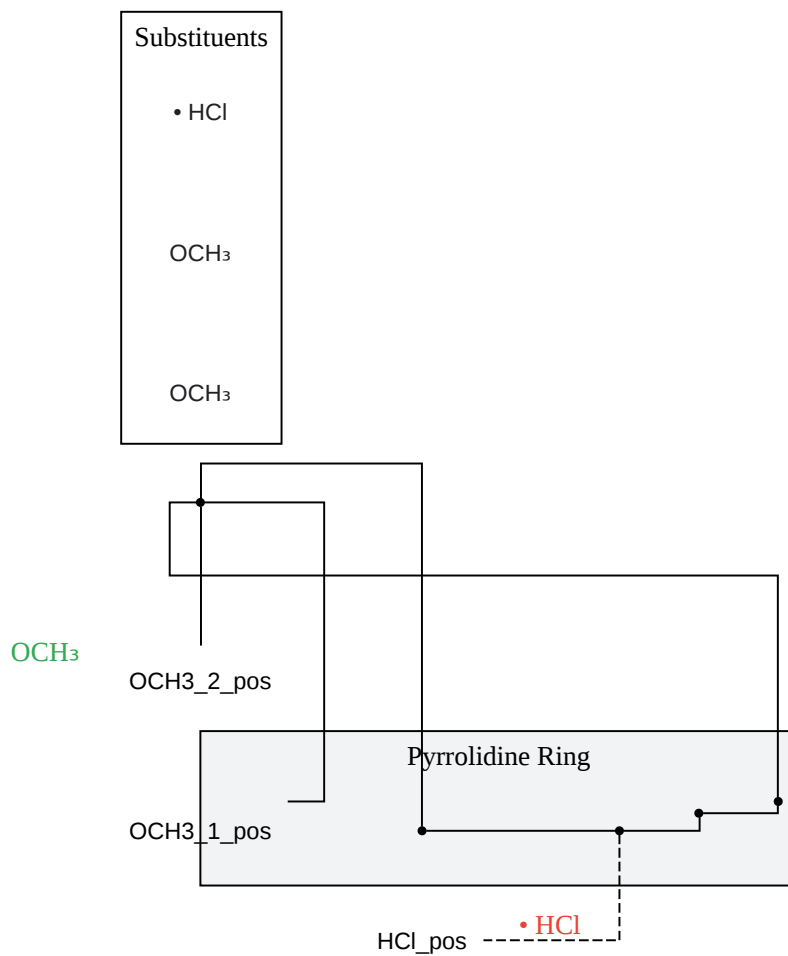 Substituents
• HCl
OCH₃
OCH₃
OCH₃
OCH3_2_pos
Pyrrolidine Ring
OCH3_1_pos
• HCl
HCl_pos